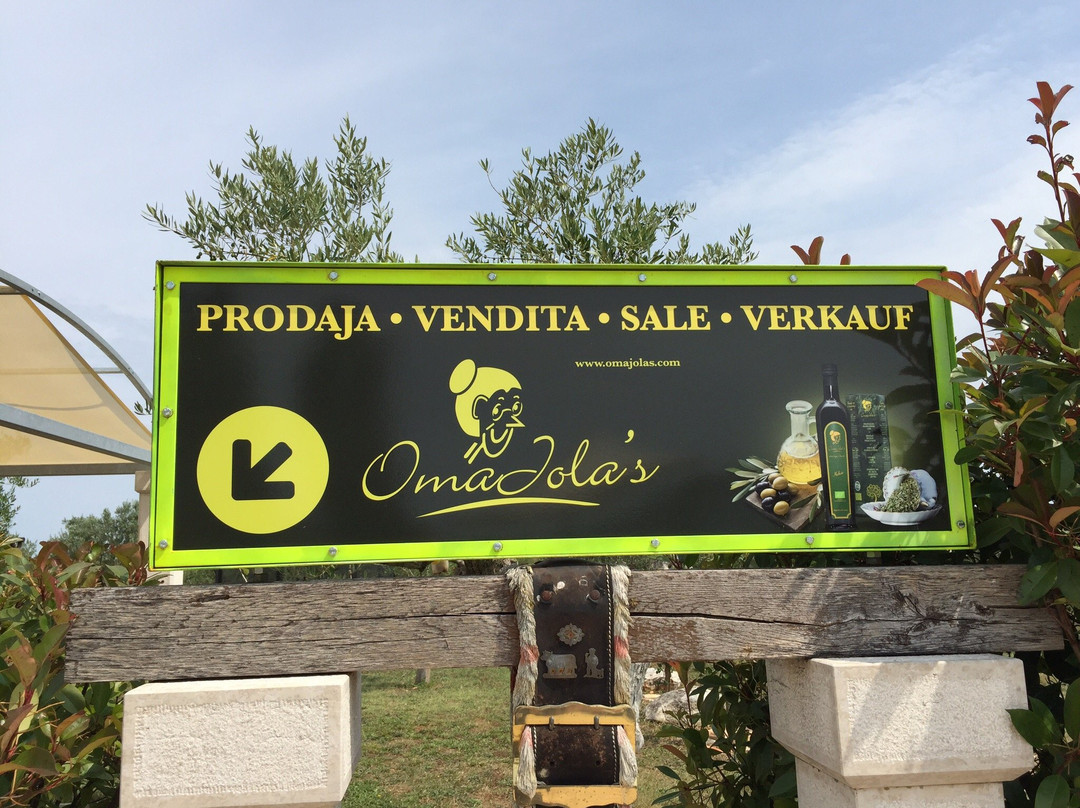 PRODAJA • VENDITA • SALE • VERKAUF
www.omajolas.com
OmaJola's